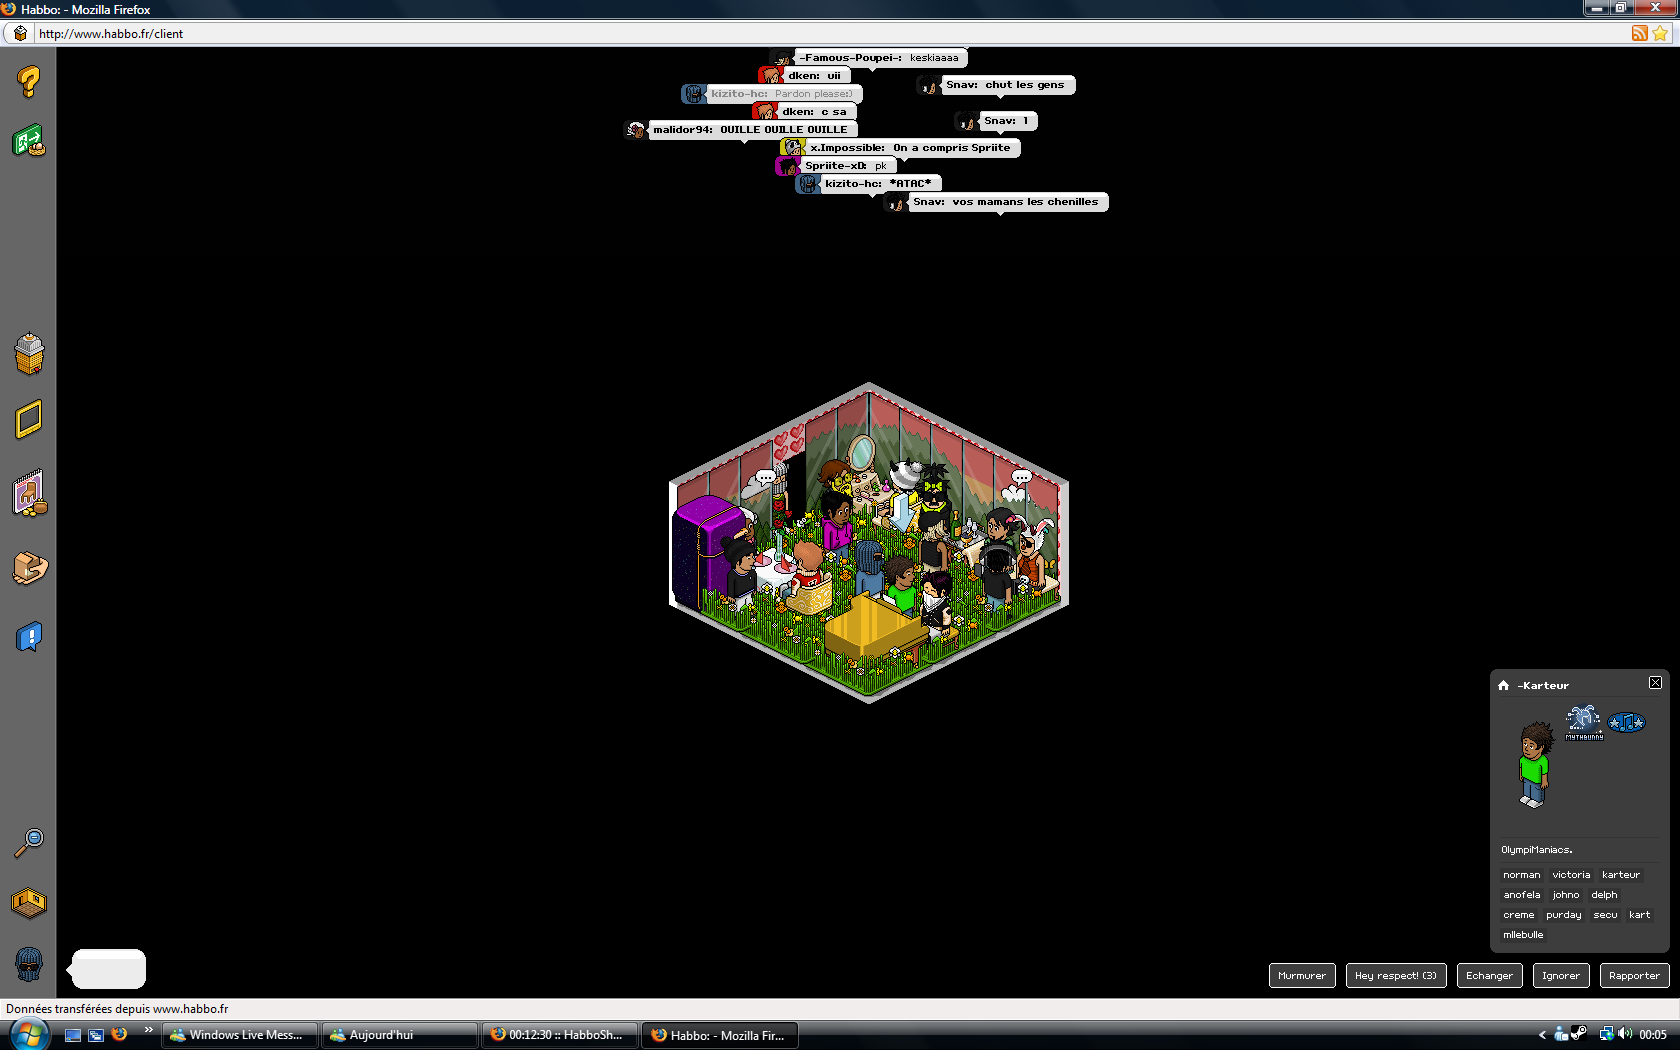 Habbo: - Mozilla Firefox
http://www.habbo.fr/client
-Famous-Poupei-: keskiaaaa
dken: uii
Snav: chut les gens
kizito-hc: Pardon please:)
dken: c sa
Snav: 1
malidor94: OUILLE OUILLE OUILLE
x.Impossible: On a compris Spriite
Spriite-xD: pk
kizito-hc: *ATAC*
Snav: vos mamans les chenilles
...
...
-Karteur
MYTHBUNNY
OlympiManiacs.
norman victoria karteur
anofela johno delph
creme purday secu kart
mllebulle
Murmurer Hey respect! (3) Echanger Ignorer Rapporter
Données transférées depuis www.habbo.fr
Windows Live Mess... Aujourd'hui 00:12:30 :: HabboSh... Habbo: - Mozilla Fir... 00:05